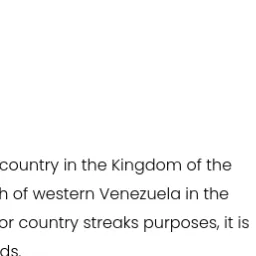 country in the Kingdom of the
h of western Venezuela in the
or country streaks purposes, it is
ds.